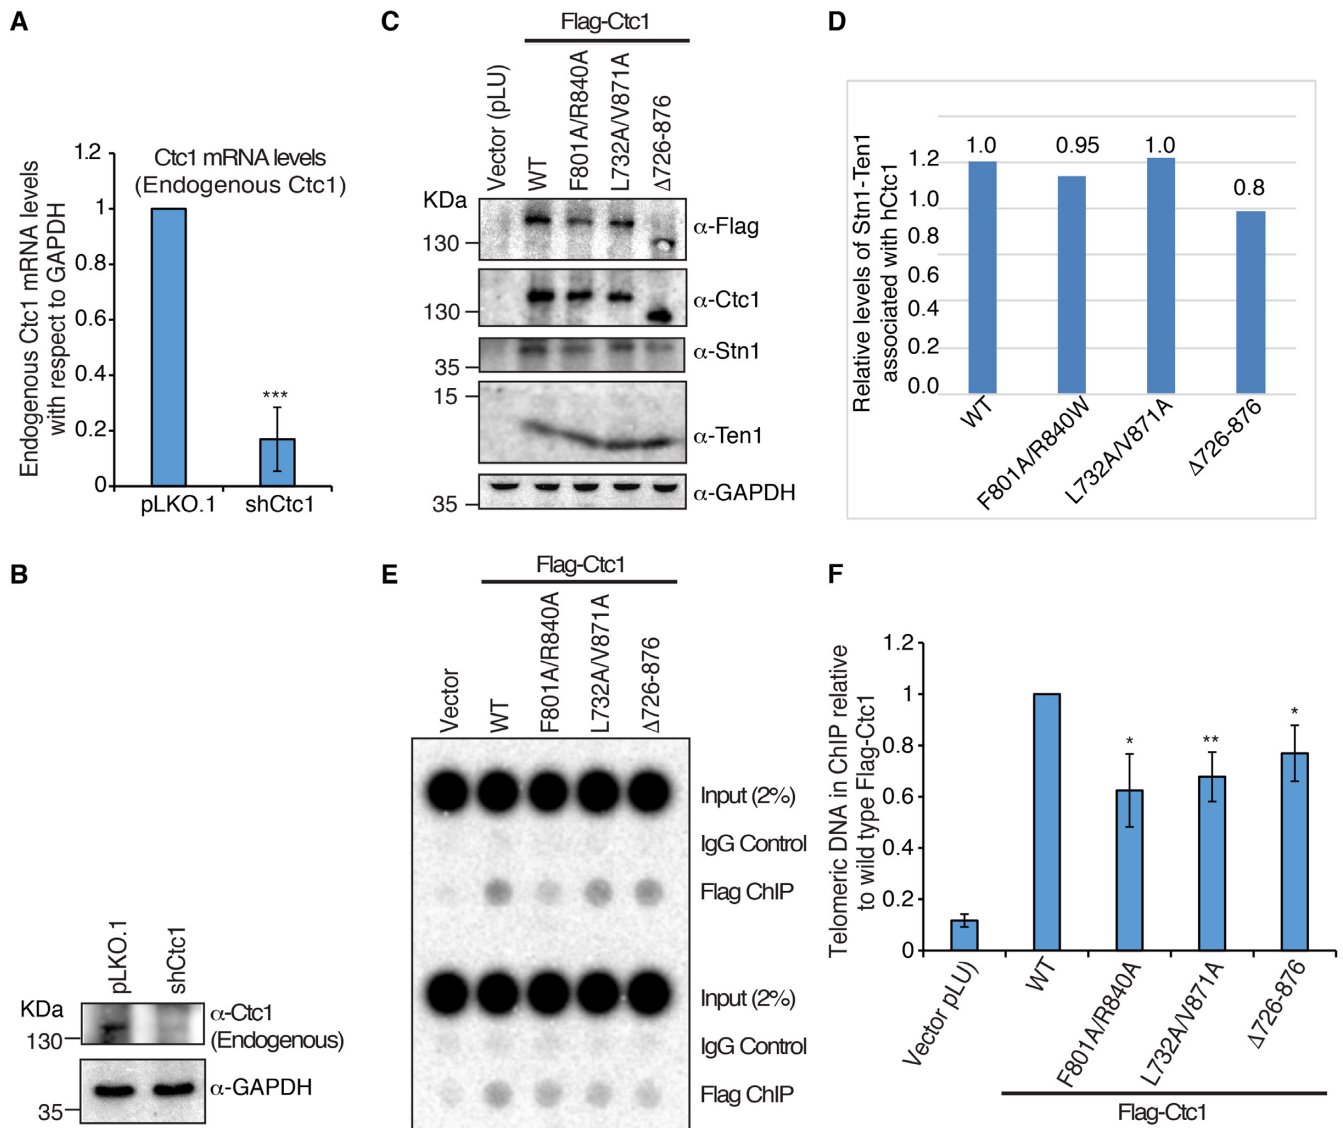 A
Ctc1 mRNA levels
(Endogenous Ctc1)
Endogenous Ctc1 mRNA levels
with respect to GAPDH
1.2
1
0.8
0.6
0.4
0.2
0
***
pLKO.1
shCtc1
B
pLKO.1
shCtc1
KDa
130
α-Ctc1
(Endogenous)
35
α-GAPDH
C
Flag-Ctc1
Vector (pLU)
WT
F801A/R840A
L732A/V871A
Δ726-876
KDa
130
α-Flag
130
α-Ctc1
35
α-Stn1
15
α-Ten1
35
α-GAPDH
D
Relative levels of Stn1-Ten1
associated with hCtc1
1.2
1.0
0.8
0.6
0.4
0.2
0.0
1.0
0.95
1.0
0.8
WT
F801A/R840W
L732A/V871A
Δ726-876
E
Flag-Ctc1
Vector
WT
F801A/R840A
L732A/V871A
Δ726-876
Input (2%)
IgG Control
Flag ChIP
Input (2%)
IgG Control
Flag ChIP
F
Telomeric DNA in ChIP relative
to wild type Flag-Ctc1
1.2
1
0.8
0.6
0.4
0.2
0
*
**
*
Vector pLU)
WT
F801A/R840A
L732A/V871A
Δ726-876
Flag-Ctc1